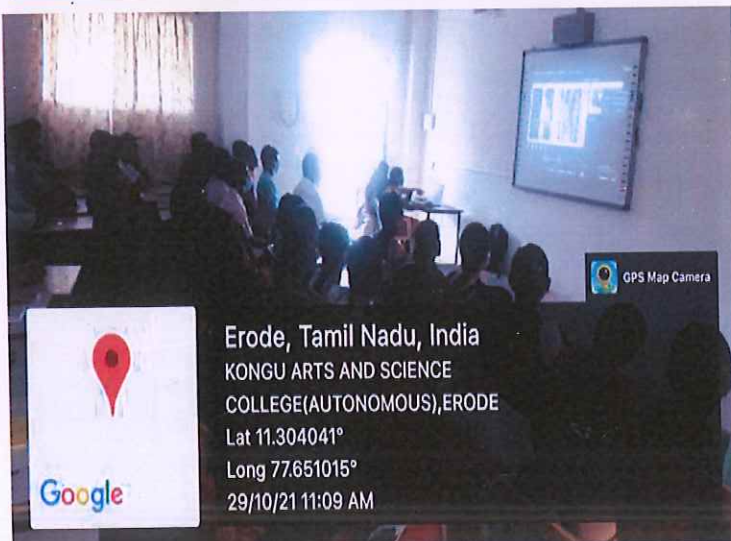 GPS Map Camera
Erode, Tamil Nadu, India
KONGU ARTS AND SCIENCE
COLLEGE(AUTONOMOUS),ERODE
Lat 11.304041°
Long 77.651015°
29/10/21 11:09 AM
Google